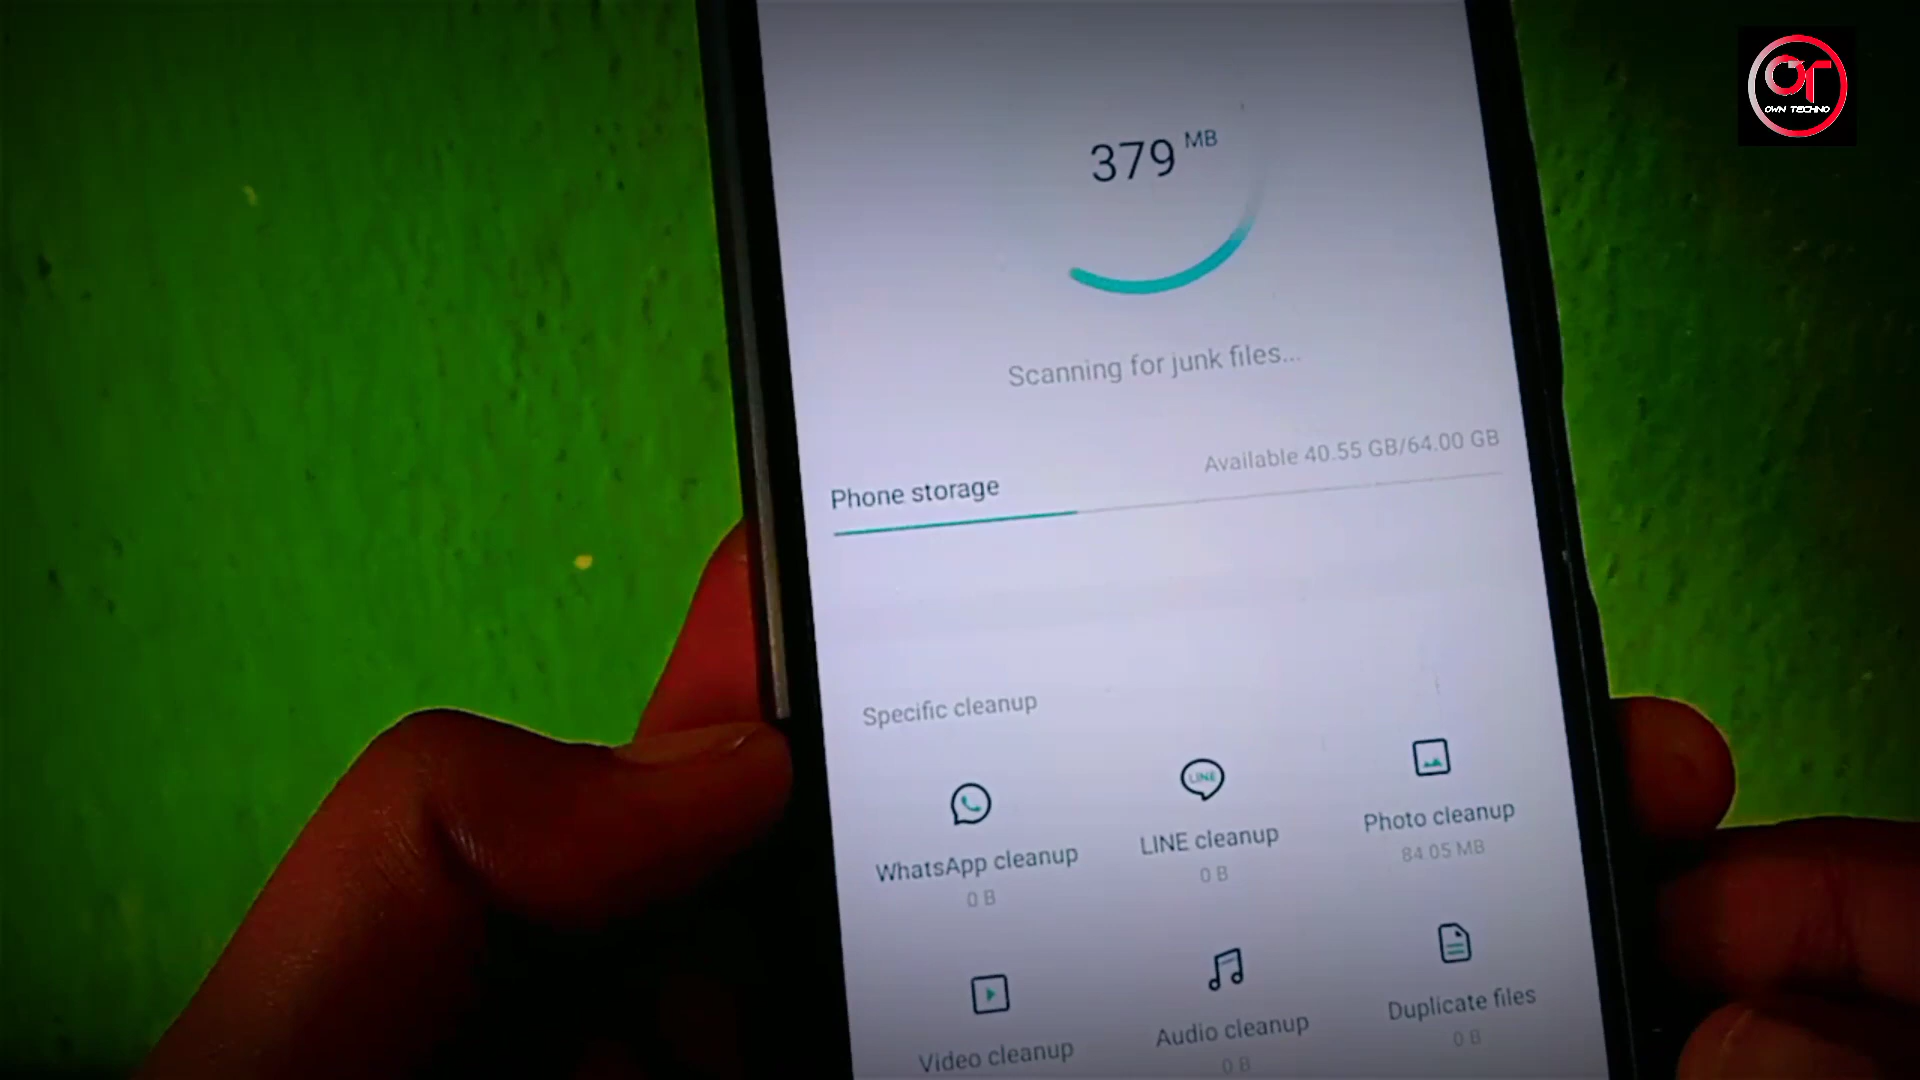 OT
OWN TECHNO
379 MB
Scanning for junk files...
Available 40.55 GB/64.00 GB
Phone storage
Specific cleanup
WhatsApp cleanup
0 B
LINE
LINE cleanup
0 B
Photo cleanup
84.05 MB
Video cleanup
Audio cleanup
0 B
Duplicate files
0 B